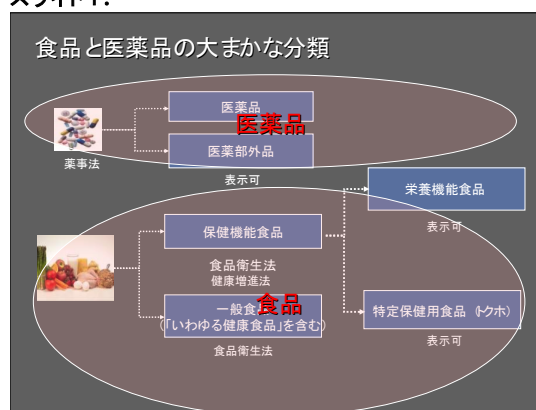 スライド1.
食品と医薬品の大まかな分類
医薬品
医薬品
医薬部外品
薬事法
表示可
栄養機能食品
表示可
保健機能食品
食品衛生法
健康増進法
食品
一般食品
(「いわゆる健康食品」を含む)
食品衛生法
特定保健用食品 (トクホ)
表示可